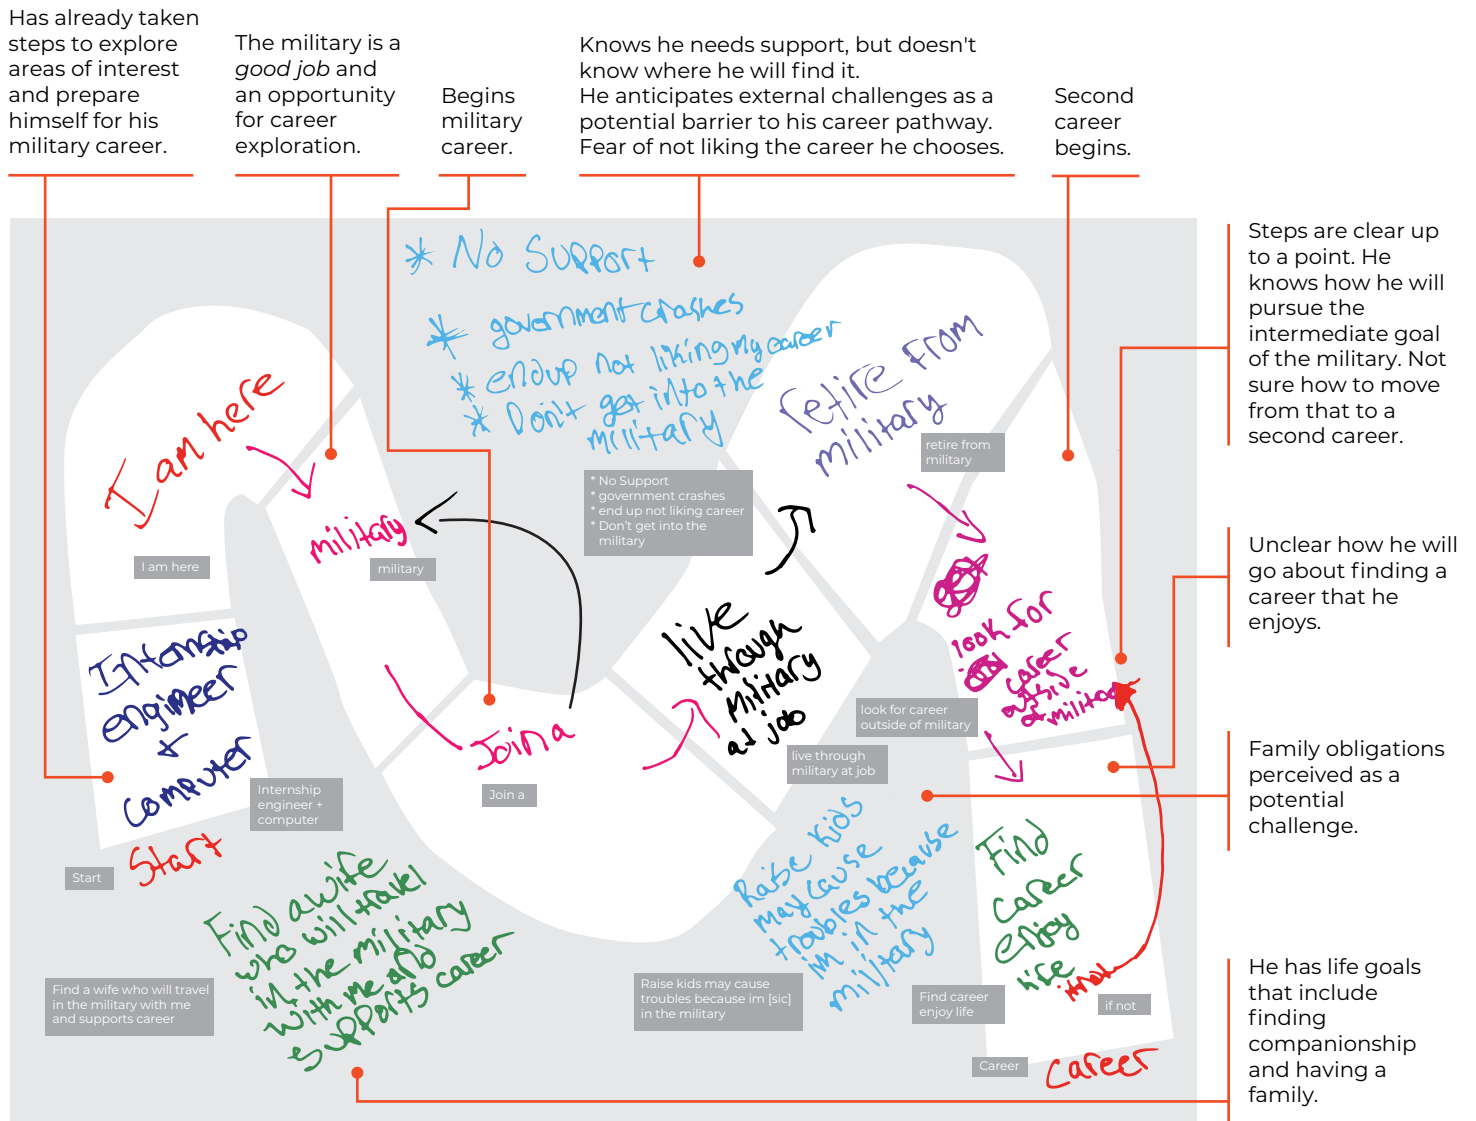 Has already taken
steps to explore
areas of interest
and prepare
himself for his
military career.
The military is a
good job and
an opportunity
for career
exploration.
Begins
military
career.
Knows he needs support, but doesn't
know where he will find it.
He anticipates external challenges as a
potential barrier to his career pathway.
Fear of not liking the career he chooses.
Second
career
begins.
* No Support
* government crashes
* end up not liking my career
* Don't get into the
military
* No Support
* government crashes
* end up not liking career
* Don't get into the
military
I am here
I am here
military
military
Internship
engineer
+
computer
Internship
engineer +
computer
Start
Start
Join a
Join a
live
through
military
at job
live through
military at job
retire from
military
retire from
military
look for
career
outside
of military
look for career
outside of military
Find a wife
who will travel
in the military
with me and
supports career
Find a wife who will travel
in the military with me
and supports career
Raise kids
may cause
troubles because
im in the
military
Raise kids may cause
troubles because im [sic]
in the military
Find
career
enjoy
life
Find career
enjoy life
if not
if not
Career
career
Steps are clear up
to a point. He
knows how he will
pursue the
intermediate goal
of the military. Not
sure how to move
from that to a
second career.
Unclear how he will
go about finding a
career that he
enjoys.
Family obligations
perceived as a
potential
challenge.
He has life goals
that include
finding
companionship
and having a
family.